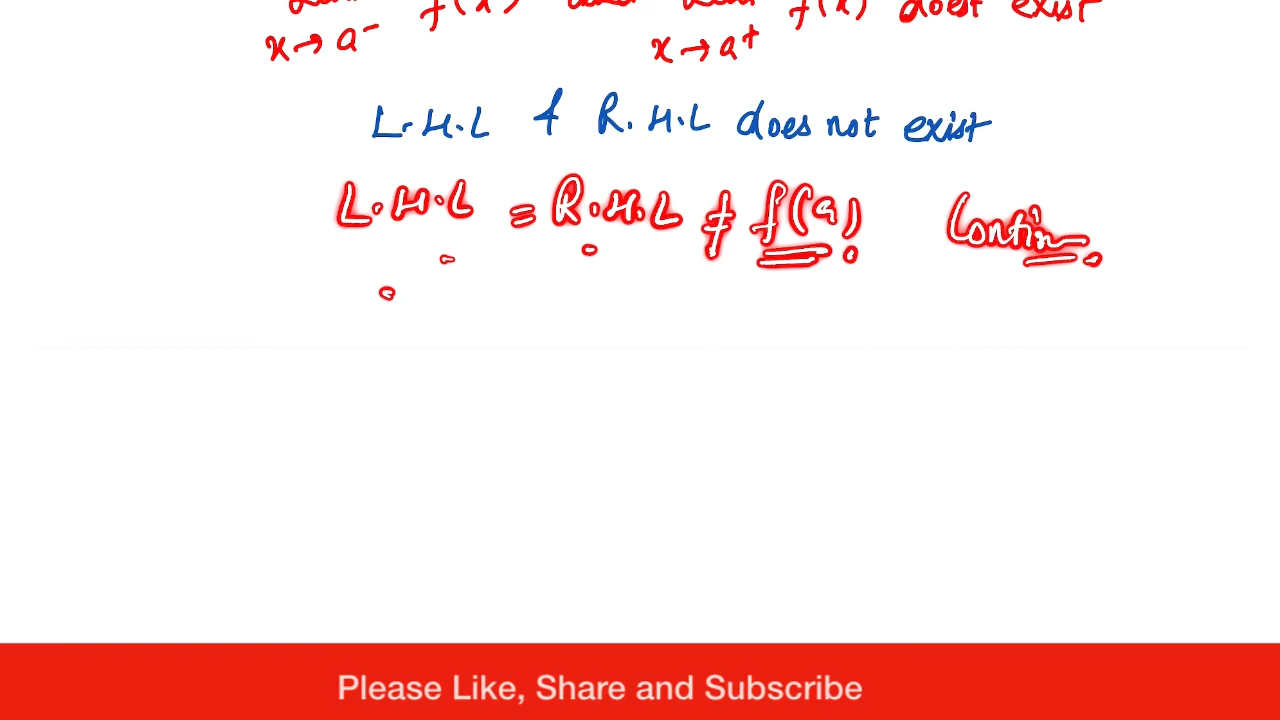 f(x) f(x) does exist
x→a⁻ x→a⁺
L.H.L & R.H.L does not exist
L.H.L = R.H.L ≠ f(a) Contin
Please Like, Share and Subscribe